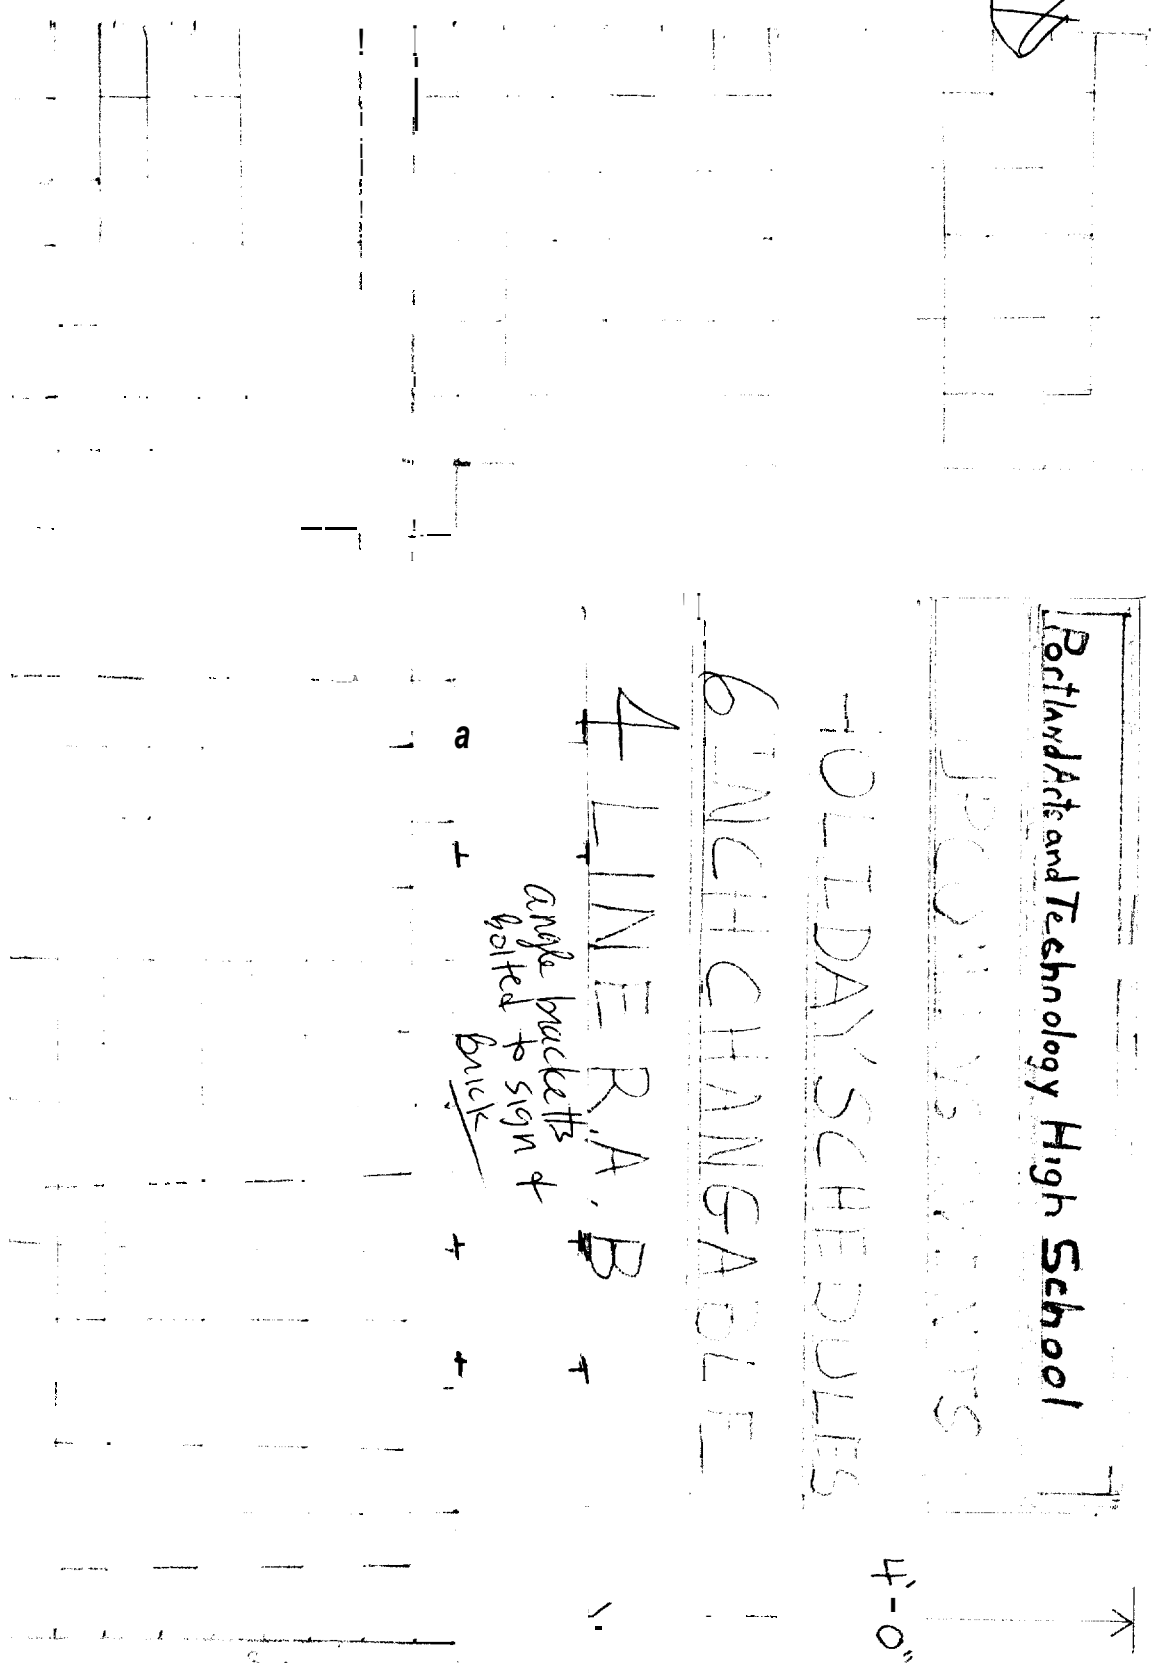 Portland Arts and Technology High School
HOLIDAY SCHEDULES
6 INCH CHANGABLE
4 LINE R.A.B
angle bracketts
bolted to sign &
brick
4'-0"
a